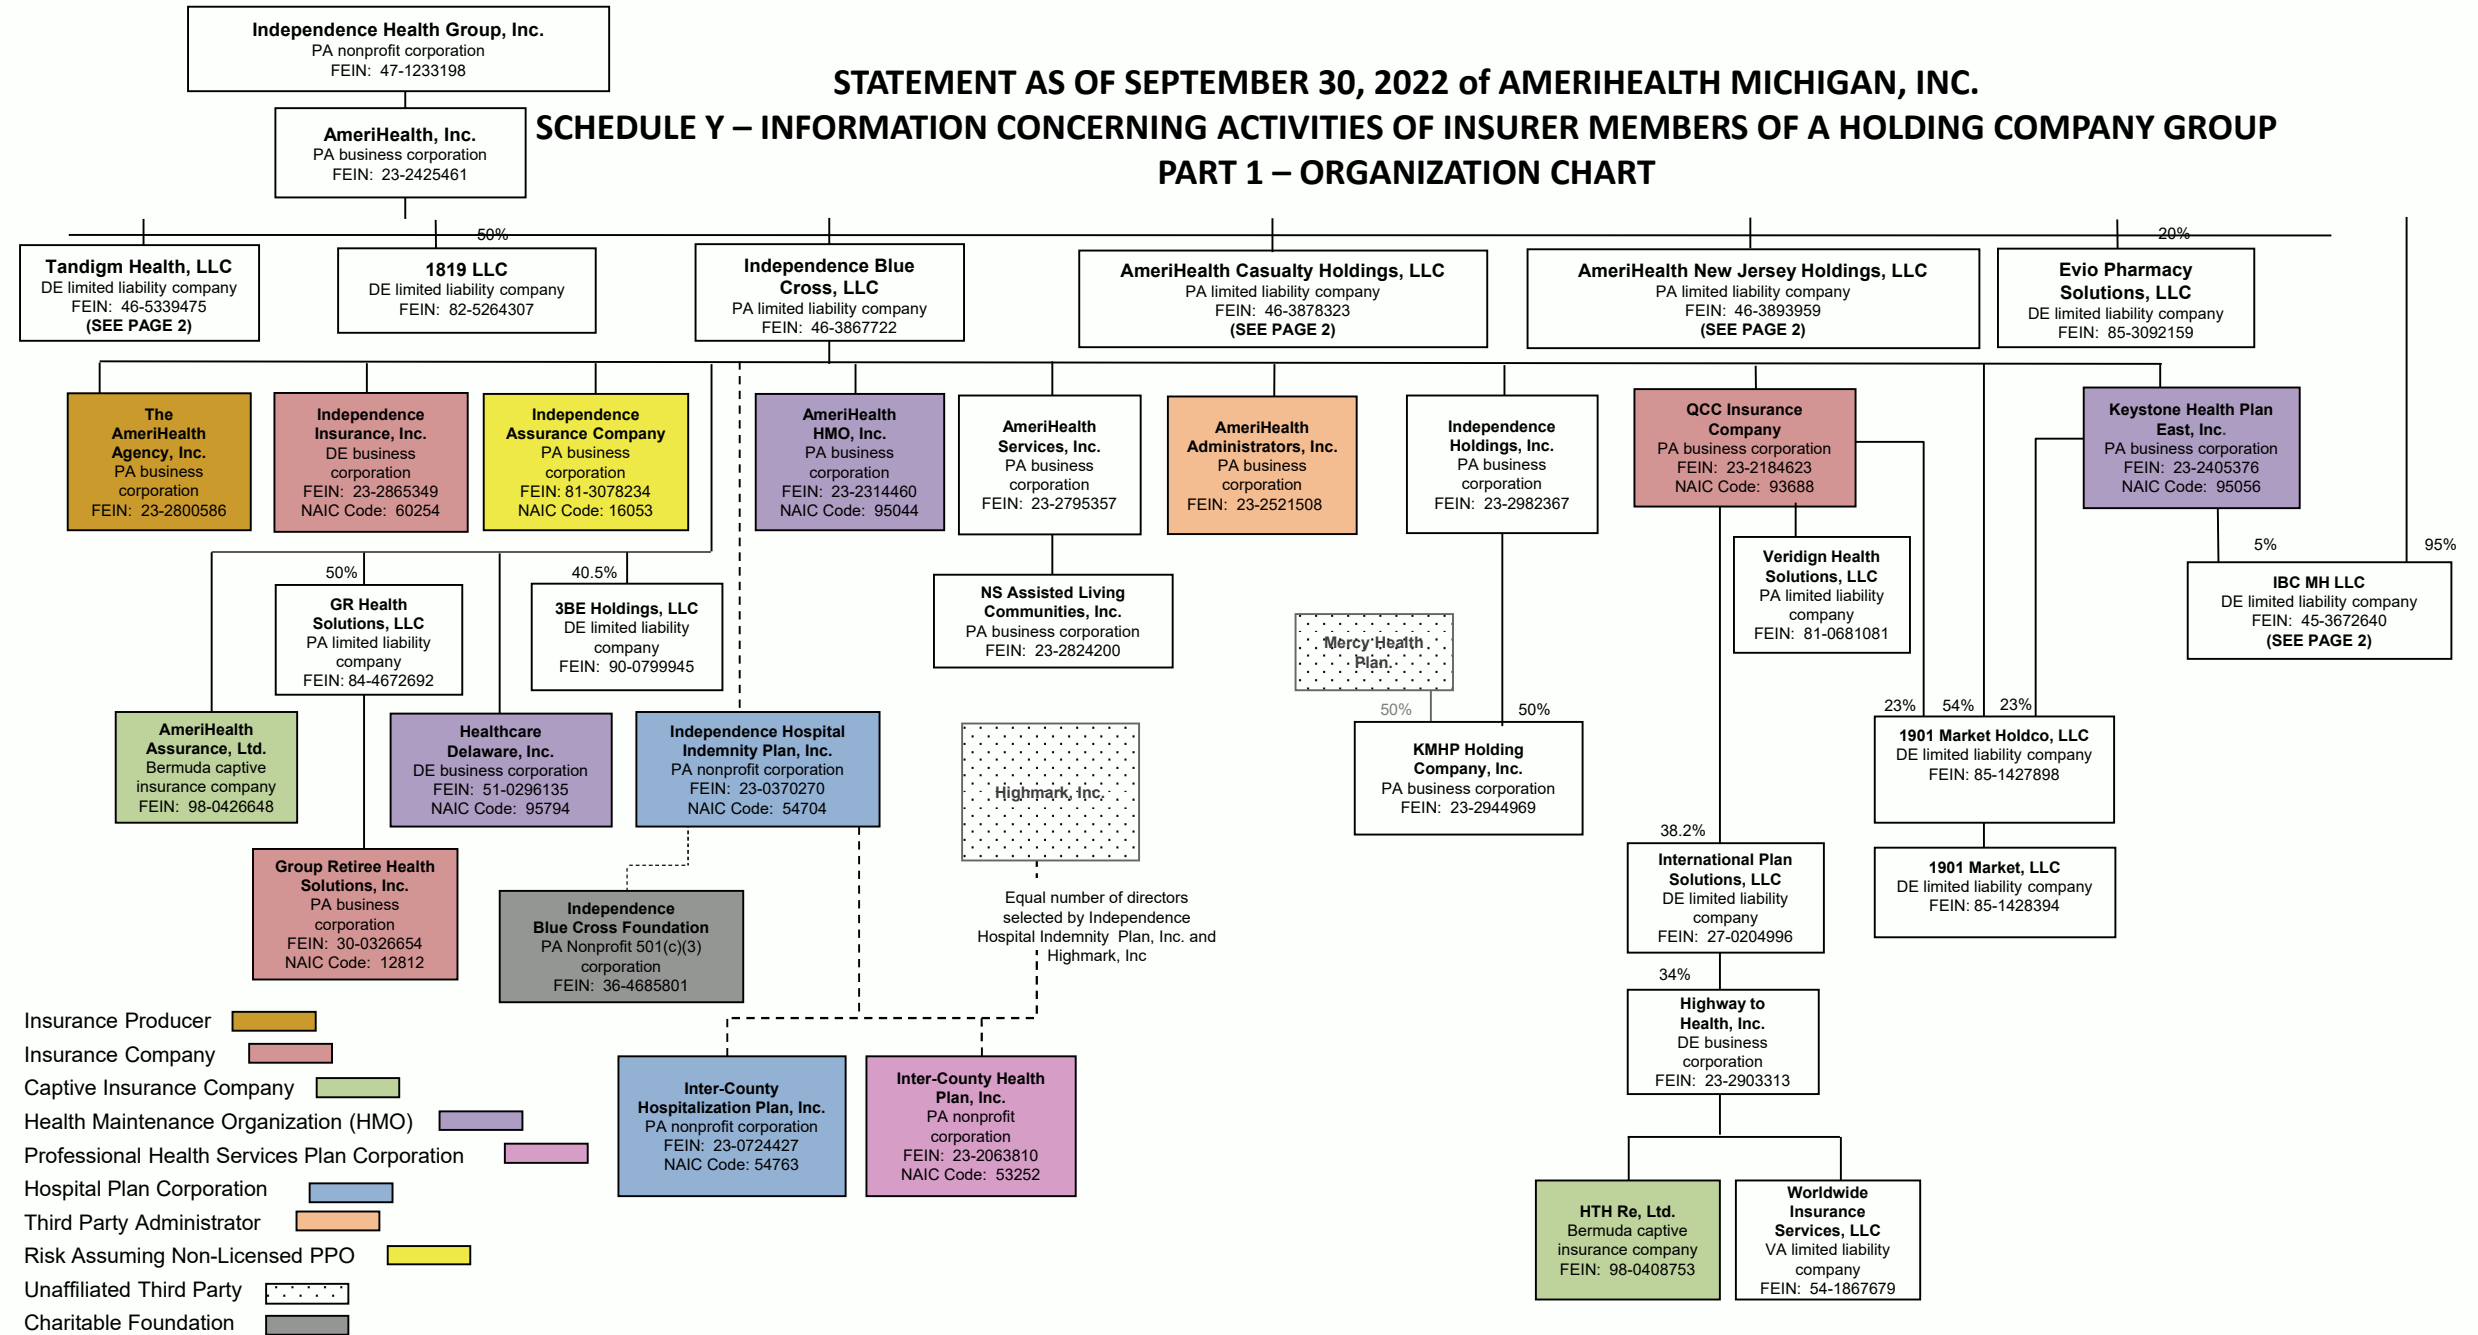 Independence Health Group, Inc.
PA nonprofit corporation
FEIN: 47-1233198
STATEMENT AS OF SEPTEMBER 30, 2022 of AMERIHEALTH MICHIGAN, INC.
SCHEDULE Y – INFORMATION CONCERNING ACTIVITIES OF INSURER MEMBERS OF A HOLDING COMPANY GROUP
PART 1 – ORGANIZATION CHART
AmeriHealth, Inc.
PA business corporation
FEIN: 23-2425461
50%
20%
Tandigm Health, LLC
DE limited liability company
FEIN: 46-5339475
(SEE PAGE 2)
1819 LLC
DE limited liability company
FEIN: 82-5264307
Independence Blue
Cross, LLC
PA limited liability company
FEIN: 46-3867722
AmeriHealth Casualty Holdings, LLC
PA limited liability company
FEIN: 46-3878323
(SEE PAGE 2)
AmeriHealth New Jersey Holdings, LLC
PA limited liability company
FEIN: 46-3893959
(SEE PAGE 2)
Evio Pharmacy
Solutions, LLC
DE limited liability company
FEIN: 85-3092159
The
AmeriHealth
Agency, Inc.
PA business
corporation
FEIN: 23-2800586
Independence
Insurance, Inc.
DE business
corporation
FEIN: 23-2865349
NAIC Code: 60254
Independence
Assurance Company
PA business
corporation
FEIN: 81-3078234
NAIC Code: 16053
AmeriHealth
HMO, Inc.
PA business
corporation
FEIN: 23-2314460
NAIC Code: 95044
AmeriHealth
Services, Inc.
PA business
corporation
FEIN: 23-2795357
AmeriHealth
Administrators, Inc.
PA business
corporation
FEIN: 23-2521508
Independence
Holdings, Inc.
PA business
corporation
FEIN: 23-2982367
QCC Insurance
Company
PA business corporation
FEIN: 23-2184623
NAIC Code: 93688
Keystone Health Plan
East, Inc.
PA business corporation
FEIN: 23-2405376
NAIC Code: 95056
50%
GR Health
Solutions, LLC
PA limited liability
company
FEIN: 84-4672692
40.5%
3BE Holdings, LLC
DE limited liability
company
FEIN: 90-0799945
NS Assisted Living
Communities, Inc.
PA business corporation
FEIN: 23-2824200
Veridign Health
Solutions, LLC
PA limited liability
company
FEIN: 81-0681081
5%
95%
IBC MH LLC
DE limited liability company
FEIN: 45-3672640
(SEE PAGE 2)
Mercy Health
Plan.
50%
50%
KMHP Holding
Company, Inc.
PA business corporation
FEIN: 23-2944969
23%
54%
23%
1901 Market Holdco, LLC
DE limited liability company
FEIN: 85-1427898
AmeriHealth
Assurance, Ltd.
Bermuda captive
insurance company
FEIN: 98-0426648
Healthcare
Delaware, Inc.
DE business corporation
FEIN: 51-0296135
NAIC Code: 95794
Independence Hospital
Indemnity Plan, Inc.
PA nonprofit corporation
FEIN: 23-0370270
NAIC Code: 54704
Highmark, Inc.
38.2%
International Plan
Solutions, LLC
DE limited liability
company
FEIN: 27-0204996
1901 Market, LLC
DE limited liability company
FEIN: 85-1428394
Group Retiree Health
Solutions, Inc.
PA business
corporation
FEIN: 30-0326654
NAIC Code: 12812
Independence
Blue Cross Foundation
PA Nonprofit 501(c)(3)
corporation
FEIN: 36-4685801
Equal number of directors
selected by Independence
Hospital Indemnity Plan, Inc. and
Highmark, Inc
34%
Highway to
Health, Inc.
DE business
corporation
FEIN: 23-2903313
Inter-County
Hospitalization Plan, Inc.
PA nonprofit corporation
FEIN: 23-0724427
NAIC Code: 54763
Inter-County Health
Plan, Inc.
PA nonprofit
corporation
FEIN: 23-2063810
NAIC Code: 53252
HTH Re, Ltd.
Bermuda captive
insurance company
FEIN: 98-0408753
Worldwide
Insurance
Services, LLC
VA limited liability
company
FEIN: 54-1867679
Insurance Producer
Insurance Company
Captive Insurance Company
Health Maintenance Organization (HMO)
Professional Health Services Plan Corporation
Hospital Plan Corporation
Third Party Administrator
Risk Assuming Non-Licensed PPO
Unaffiliated Third Party
Charitable Foundation